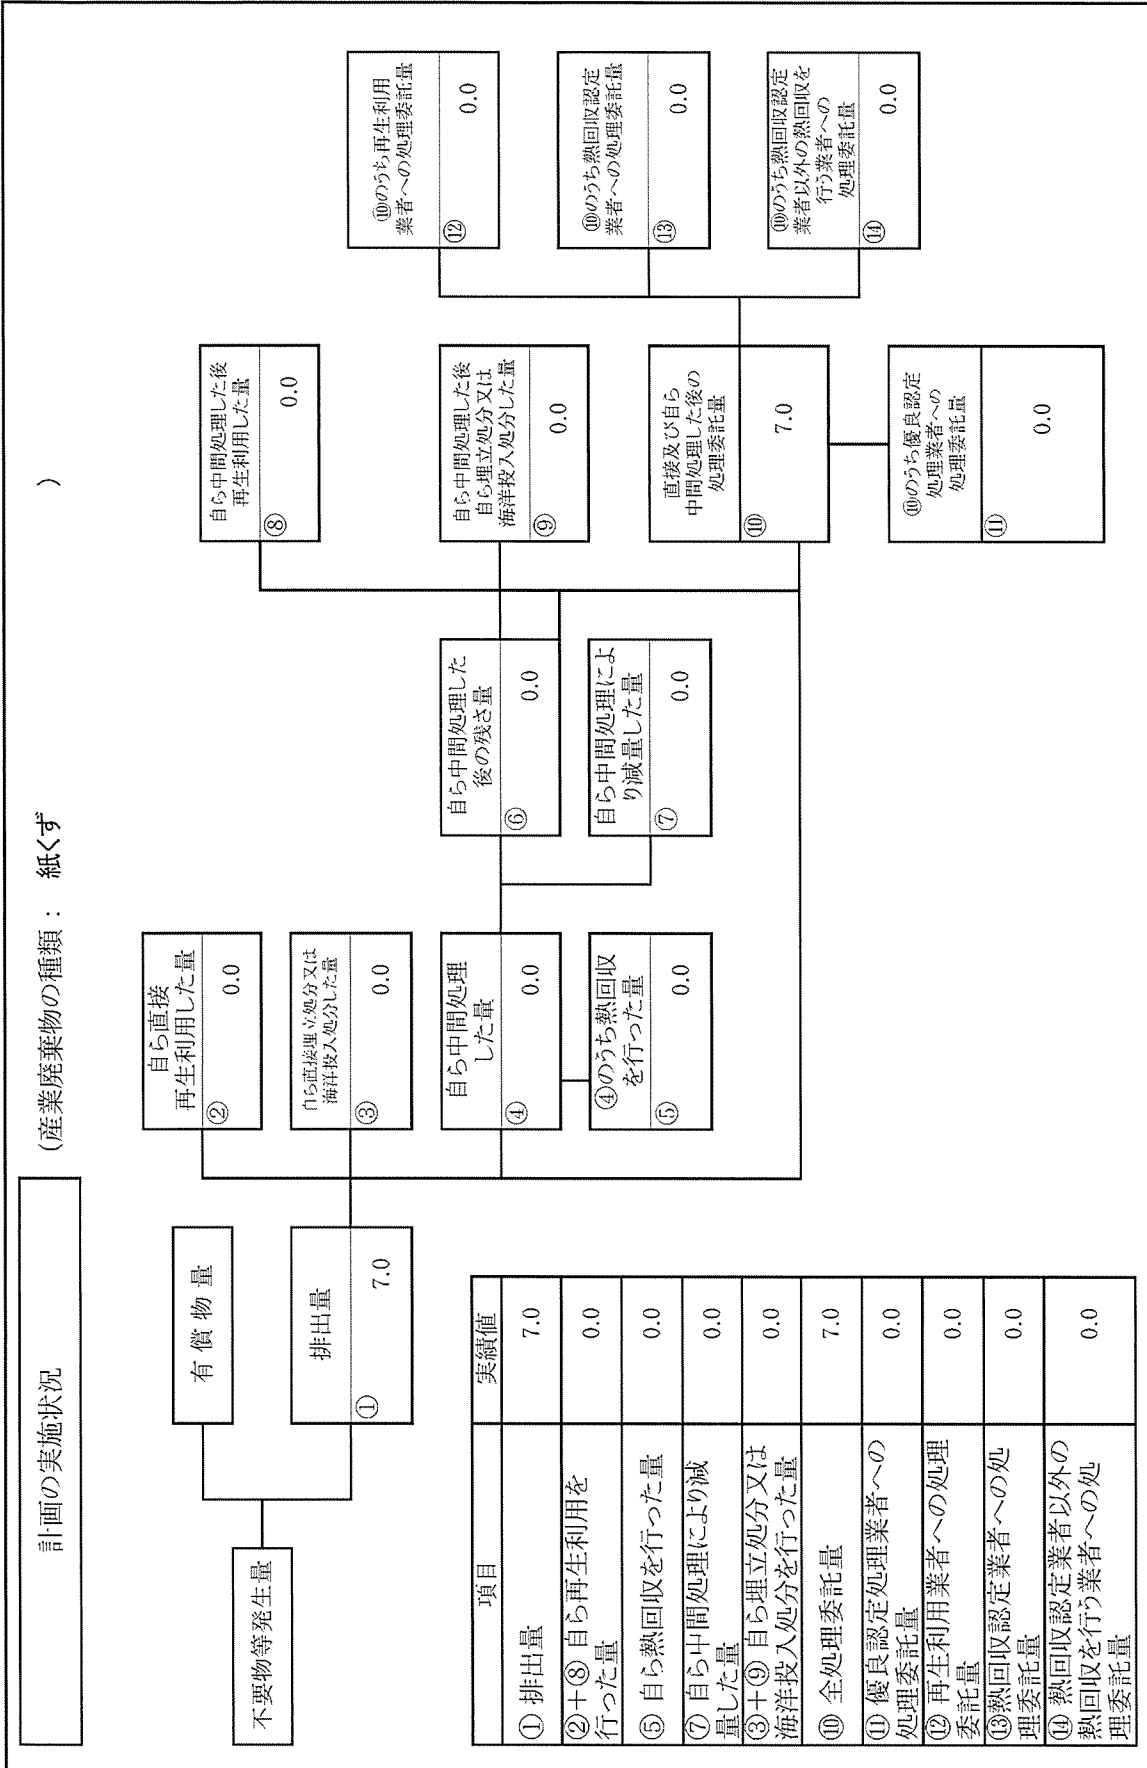 計画の実施状況
(産業廃棄物の種類： 紙くず )
不要物等発生量
有償物量
排出量
① 7.0
自ら直接
再生利用した量
② 0.0
自ら直接埋立処分又は
海洋投入処分した量
③ 0.0
自ら中間処理
した量
④ 0.0
④のうち熱回収
を行った量
⑤ 0.0
自ら中間処理した
後の残さ量
⑥ 0.0
自ら中間処理によ
り減量した量
⑦ 0.0
自ら中間処理した後
再生利用した量
⑧ 0.0
自ら中間処理した後
自ら埋立処分又は
海洋投入処分した量
⑨ 0.0
直接及び自ら
中間処理した後の
処理委託量
⑩ 7.0
⑩のうち優良認定
処理業者への
処理委託量
⑪ 0.0
⑩のうち再生利用
業者への処理委託量
⑫ 0.0
⑩のうち熱回収認定
業者への処理委託量
⑬ 0.0
⑩のうち熱回収認定
業者以外の熱回収を
行う業者への
処理委託量
⑭ 0.0
項目 実績値
① 排出量 7.0
②＋⑧ 自ら再生利用を
行った量 0.0
⑤ 自ら熱回収を行った量 0.0
⑦ 自ら中間処理により減
量した量 0.0
③＋⑨ 自ら埋立処分又は
海洋投入処分を行った量 0.0
⑩ 全処理委託量 7.0
⑪ 優良認定処理業者への
処理委託量 0.0
⑫ 再生利用業者への処理
委託量 0.0
⑬熱回収認定業者への処
理委託量 0.0
⑭ 熱回収認定業者以外の
熱回収を行う業者への処
理委託量 0.0